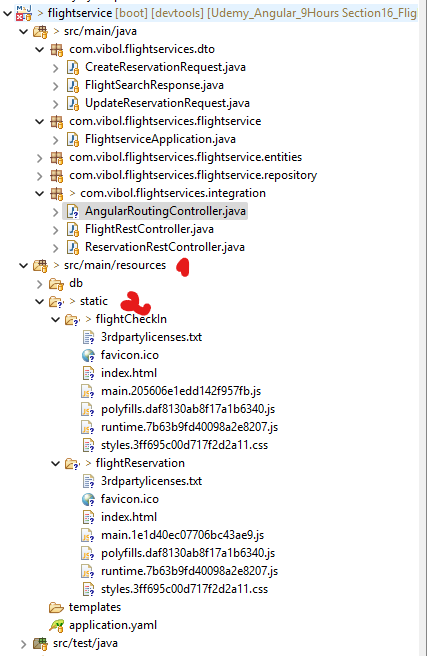 flightservice [boot] [devtools] [Udemy_Angular_9Hours Section16_Flig
src/main/java
com.vibol.flightservices.dto
CreateReservationRequest.java
FlightSearchResponse.java
UpdateReservationRequest.java
com.vibol.flightservices.flightservice
FlightserviceApplication.java
com.vibol.flightservices.flightservice.entities
com.vibol.flightservices.flightservice.repository
> com.vibol.flightservices.integration
AngularRoutingController.java
FlightRestController.java
ReservationRestController.java
> src/main/resources 1
db
> static 2
> flightCheckIn
3rdpartylicenses.txt
favicon.ico
index.html
main.205606e1edd142f957fb.js
polyfills.daf8130ab8f17a1b6340.js
runtime.7b63b9fd40098a2e8207.js
styles.3ff695c00d717f2d2a11.css
> flightReservation
3rdpartylicenses.txt
favicon.ico
index.html
main.1e1d40ec07706bc43ae9.js
polyfills.daf8130ab8f17a1b6340.js
runtime.7b63b9fd40098a2e8207.js
styles.3ff695c00d717f2d2a11.css
templates
application.yaml
src/test/java